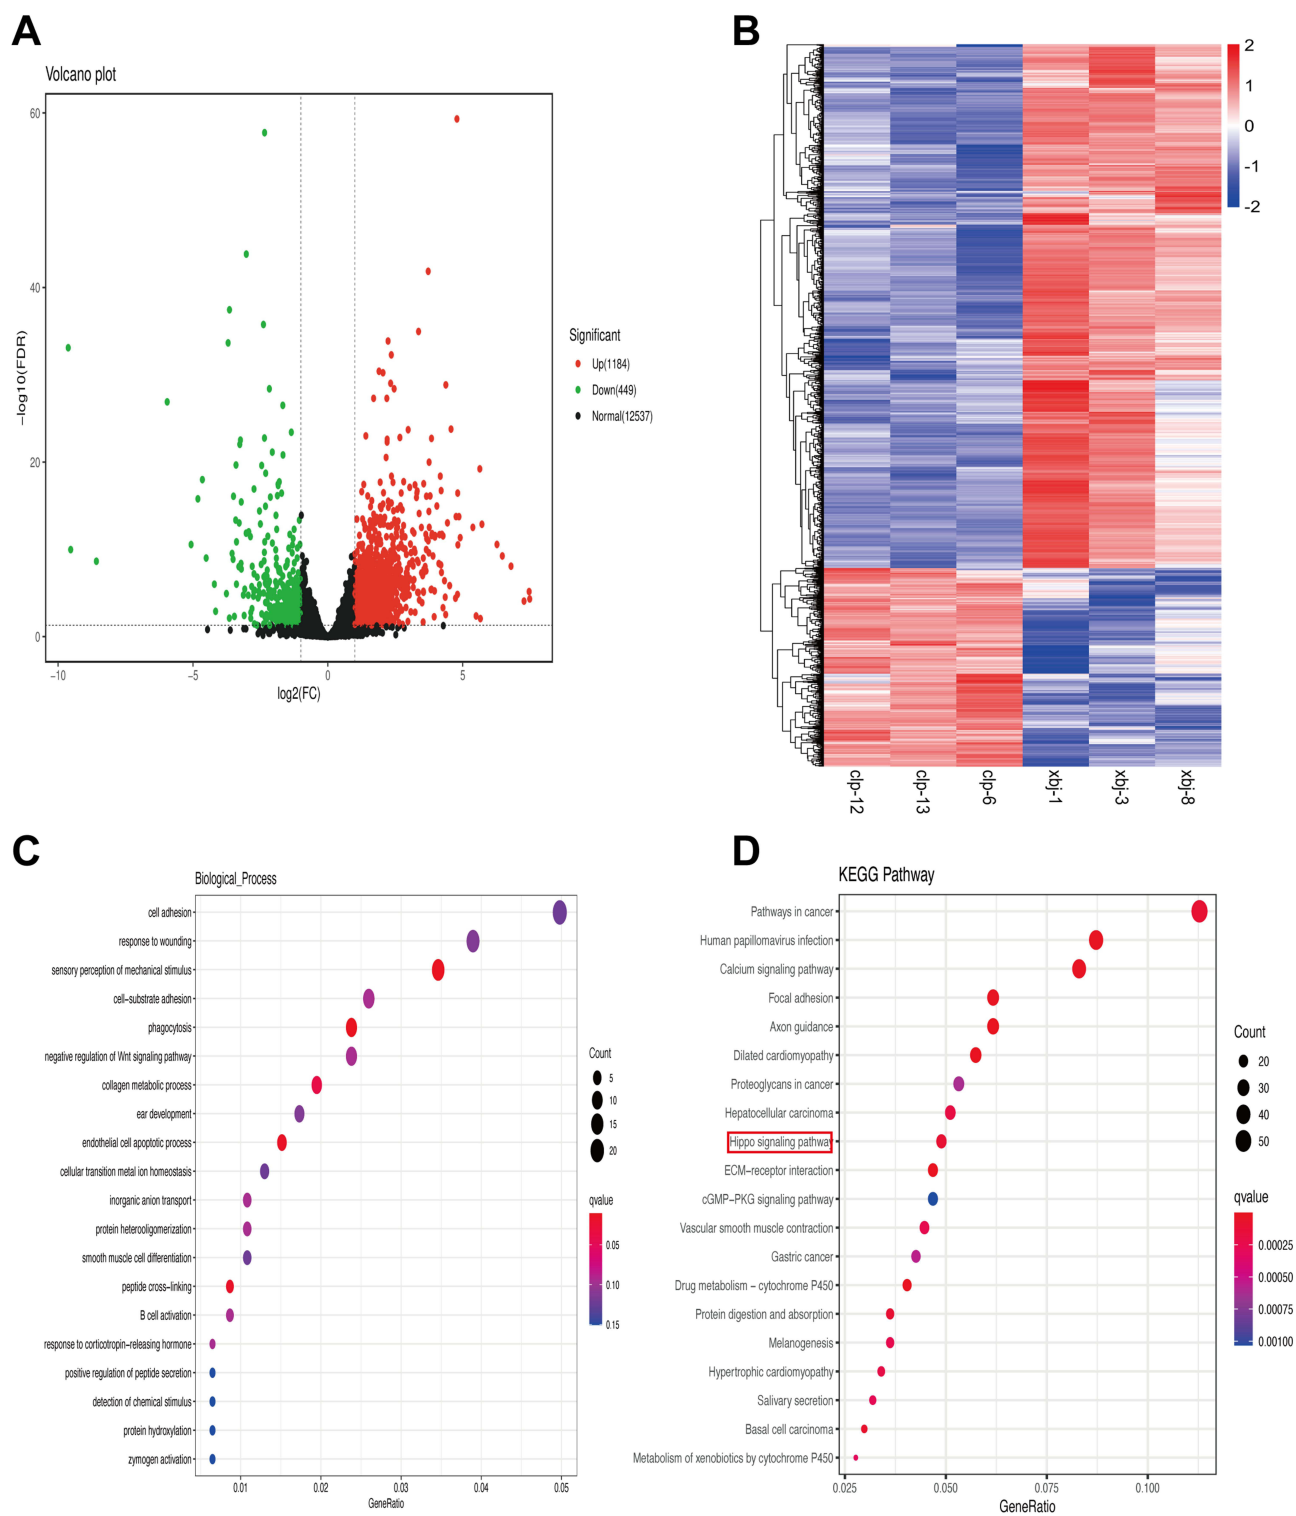 A
Volcano plot
60
40
20
0
-log10(FDR)
-10
-5
0
5
log2(FC)
Significant
Up(1184)
Down(449)
Normal(12537)
B
2
1
0
-1
-2
clp-12
clp-13
clp-6
xbj-1
xbj-3
xbj-8
C
Biological_Process
cell adhesion
response to wounding
sensory perception of mechanical stimulus
cell-substrate adhesion
phagocytosis
negative regulation of Wnt signaling pathway
collagen metabolic process
ear development
endothelial cell apoptotic process
cellular transition metal ion homeostasis
inorganic anion transport
protein heterooligomerization
smooth muscle cell differentiation
peptide cross-linking
B cell activation
response to corticotropin-releasing hormone
positive regulation of peptide secretion
detection of chemical stimulus
protein hydroxylation
zymogen activation
0.01
0.02
0.03
0.04
0.05
GeneRatio
Count
5
10
15
20
qvalue
0.05
0.10
0.15
D
KEGG Pathway
Pathways in cancer
Human papillomavirus infection
Calcium signaling pathway
Focal adhesion
Axon guidance
Dilated cardiomyopathy
Proteoglycans in cancer
Hepatocellular carcinoma
Hippo signaling pathway
ECM-receptor interaction
cGMP-PKG signaling pathway
Vascular smooth muscle contraction
Gastric cancer
Drug metabolism - cytochrome P450
Protein digestion and absorption
Melanogenesis
Hypertrophic cardiomyopathy
Salivary secretion
Basal cell carcinoma
Metabolism of xenobiotics by cytochrome P450
0.025
0.050
0.075
0.100
GeneRatio
Count
20
30
40
50
qvalue
0.00025
0.00050
0.00075
0.00100